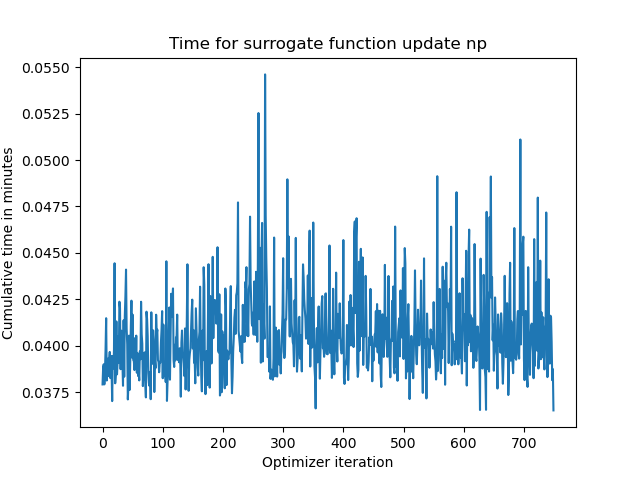 Time for surrogate function update np
Cumulative time in minutes
0.0550
0.0525
0.0500
0.0475
0.0450
0.0425
0.0400
0.0375
0 100 200 300 400 500 600 700
Optimizer iteration